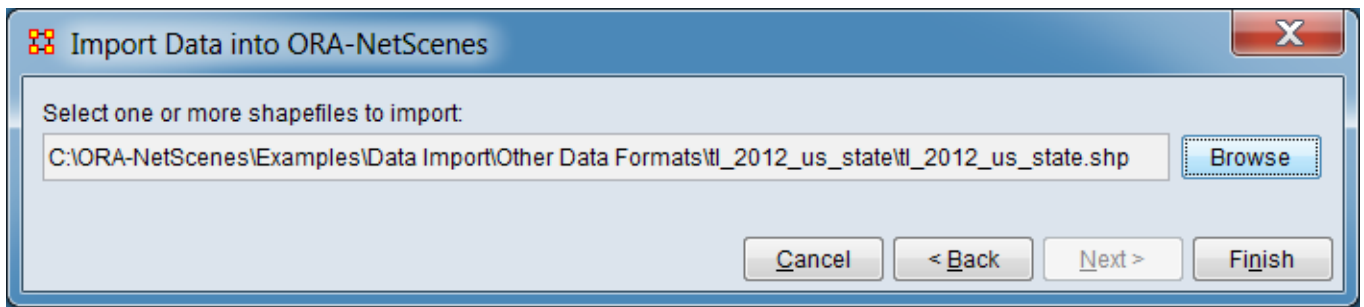 Import Data into ORA-NetScenes
X
Select one or more shapefiles to import:
C:\ORA-NetScenes\Examples\Data Import\Other Data Formats\tl_2012_us_state\tl_2012_us_state.shp Browse
Cancel < Back Next > Finish